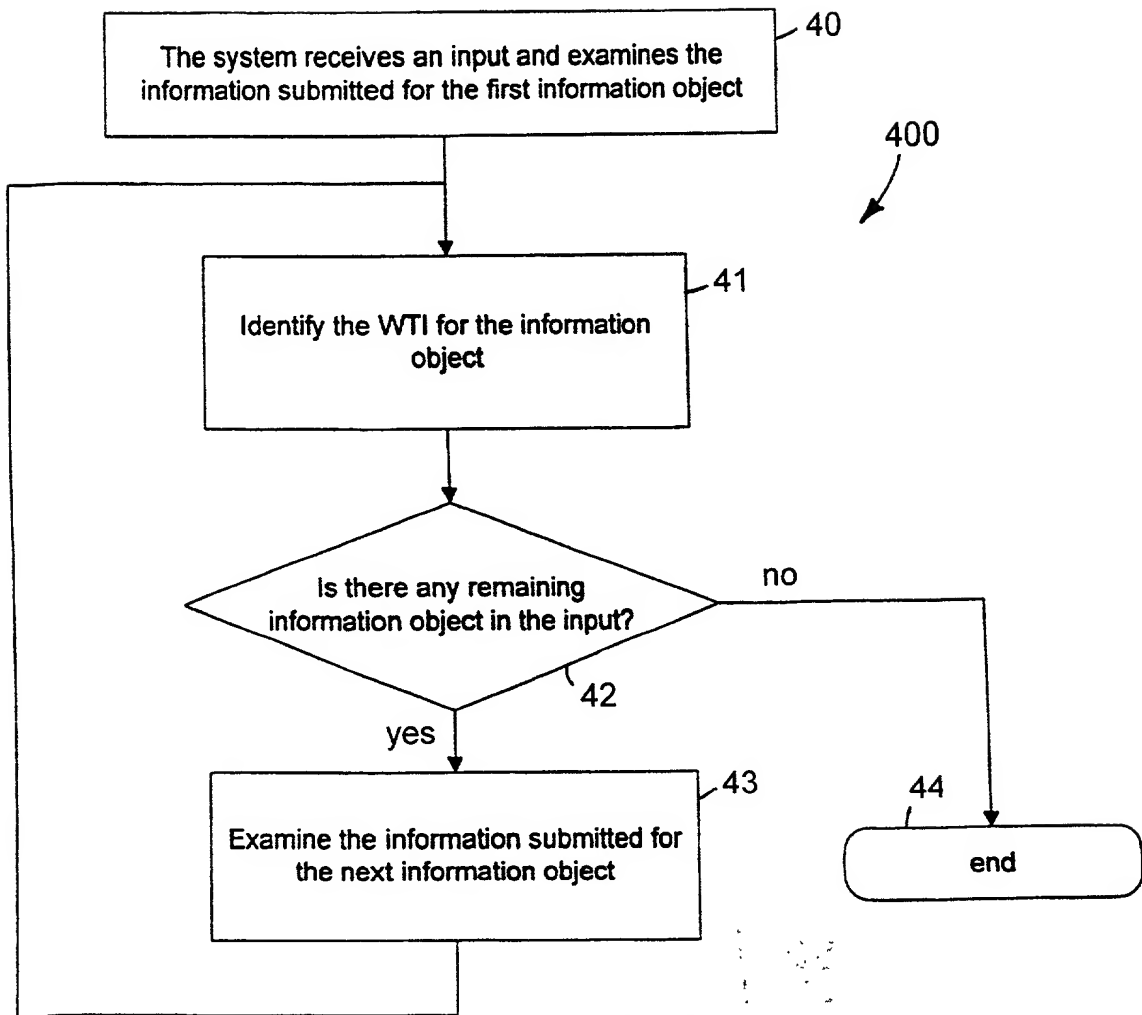 40
The system receives an input and examines the
information submitted for the first information object
400
41
Identify the WTI for the information
object
Is there any remaining
information object in the input?
no
42
yes
43
Examine the information submitted for
the next information object
44
end